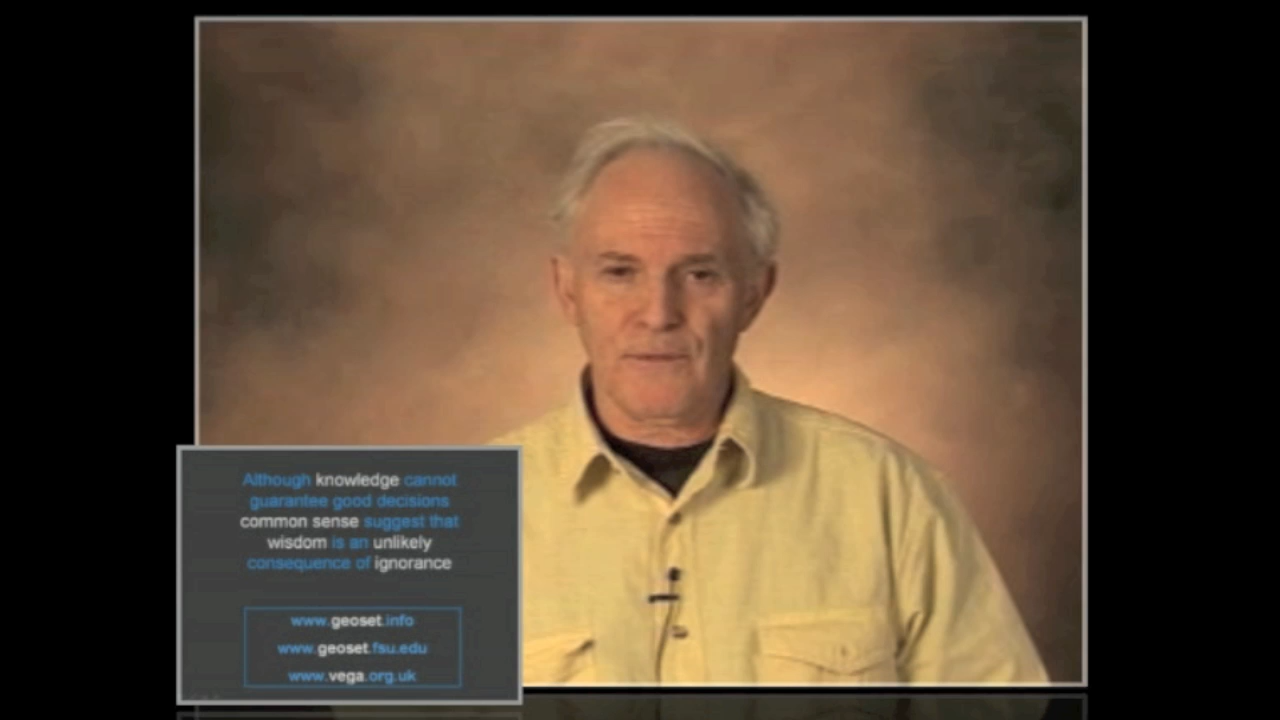 Although knowledge cannot
guarantee good decisions
common sense suggest that
wisdom is an unlikely
consequence of ignorance
www.geoset.info
www.geoset.fsu.edu
www.vega.org.uk